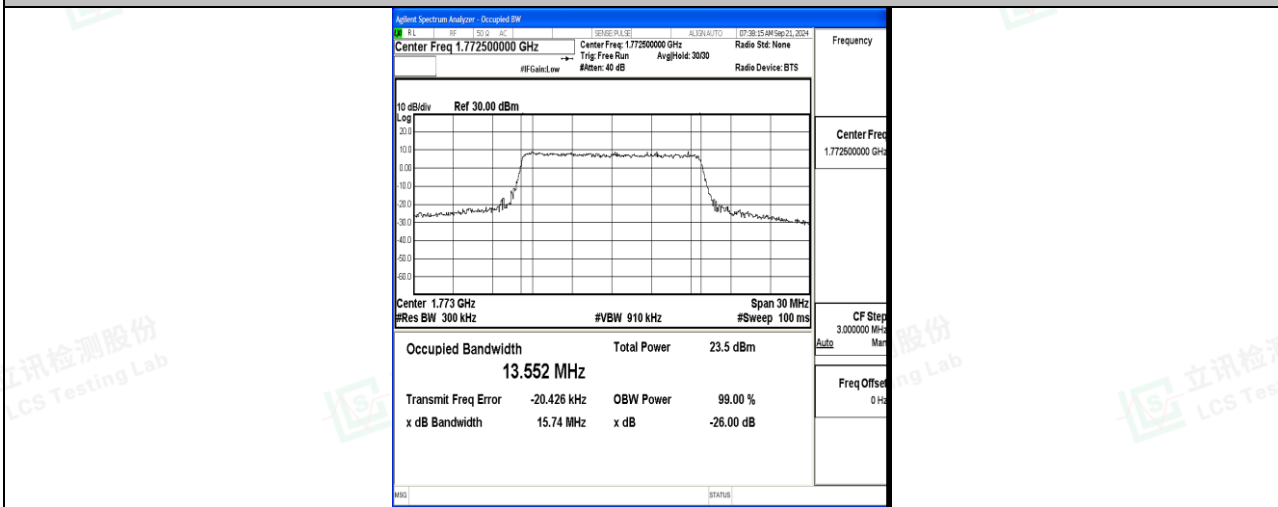 Agilent Spectrum Analyzer - Occupied BW
RL RF 50 Ω AC SENSE:PULSE ALIGN AUTO 07:38:15 AM Sep 21, 2024
Center Freq 1.772500000 GHz
Center Freq: 1.772500000 GHz
Radio Std: None
Trig: Free Run Avg|Hold: 30/30
#IFGain:Low #Atten: 40 dB Radio Device: BTS
Frequency
10 dB/div Ref 30.00 dBm
Log
20.0
10.0
0.00
-10.0
-20.0
-30.0
-40.0
-50.0
-60.0
Center Freq
1.772500000 GHz
Center 1.773 GHz Span 30 MHz
#Res BW 300 kHz #VBW 910 kHz #Sweep 100 ms
CF Step
3.000000 MHz
Auto Man
Occupied Bandwidth Total Power 23.5 dBm
13.552 MHz
Transmit Freq Error -20.426 kHz OBW Power 99.00 %
x dB Bandwidth 15.74 MHz x dB -26.00 dB
Freq Offset
0 Hz
MSG STATUS
立讯检测股份
LCS Testing Lab